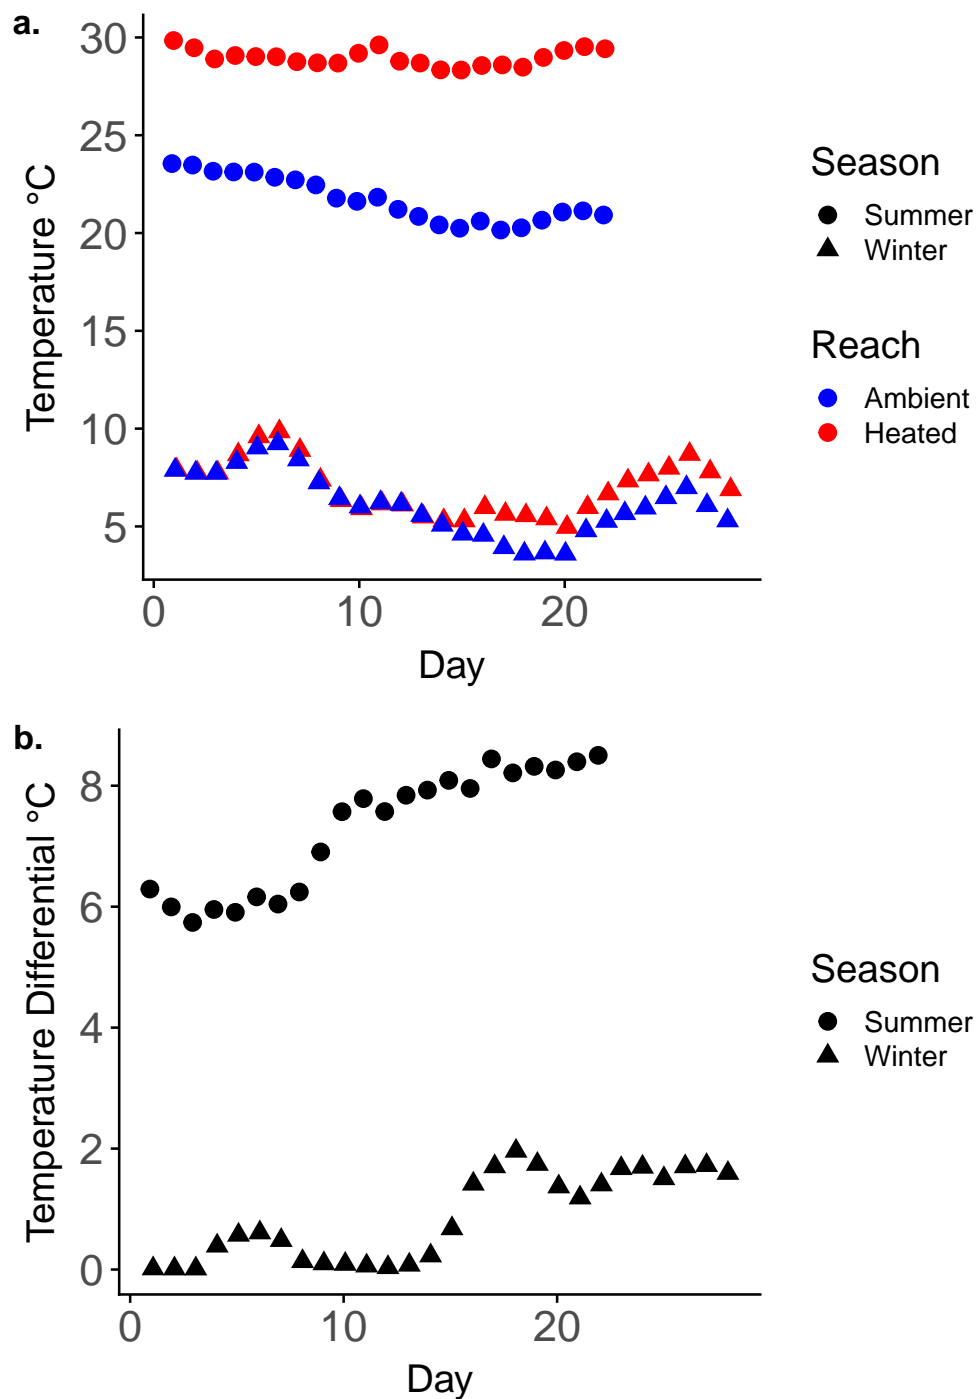 a.
30
25
20
15
10
5
Temperature °C
0
10
20
Day
Season
Summer
Winter
Reach
Ambient
Heated
b.
8
6
4
2
0
Temperature Differential °C
0
10
20
Day
Season
Summer
Winter